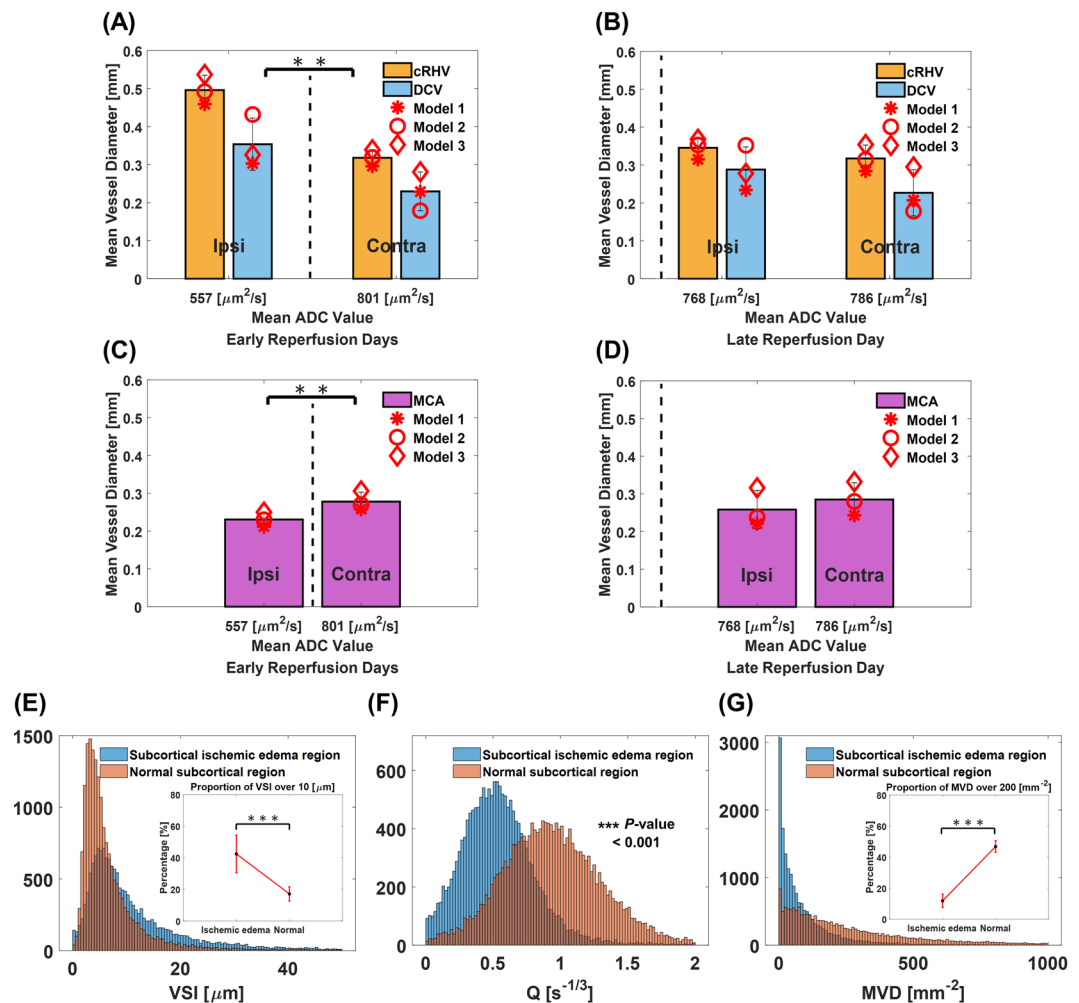 (A)
Mean Vessel Diameter [mm]
0.6
0.5
0.4
0.3
0.2
0.1
0
* *
cRHV
DCV
Model 1
Model 2
Model 3
Ipsi
Contra
557 [μm²/s]
801 [μm²/s]
Mean ADC Value
Early Reperfusion Days
(B)
Mean Vessel Diameter [mm]
0.6
0.5
0.4
0.3
0.2
0.1
0
cRHV
DCV
Model 1
Model 2
Model 3
Ipsi
Contra
768 [μm²/s]
786 [μm²/s]
Mean ADC Value
Late Reperfusion Day
(C)
Mean Vessel Diameter [mm]
0.6
0.5
0.4
0.3
0.2
0.1
0
* *
MCA
Model 1
Model 2
Model 3
Ipsi
Contra
557 [μm²/s]
801 [μm²/s]
Mean ADC Value
Early Reperfusion Days
(D)
Mean Vessel Diameter [mm]
0.6
0.5
0.4
0.3
0.2
0.1
0
MCA
Model 1
Model 2
Model 3
Ipsi
Contra
768 [μm²/s]
786 [μm²/s]
Mean ADC Value
Late Reperfusion Day
(E)
1500
1000
500
0
Subcortical ischemic edema region
Normal subcortical region
Proportion of VSI over 10 [μm]
Percentage [%]
80
60
40
20
0
* * *
Ischemic edema
Normal
0
20
40
VSI [μm]
(F)
600
400
200
0
Subcortical ischemic edema region
Normal subcortical region
*** P-value
< 0.001
0
0.5
1
1.5
2
Q [s⁻¹/³]
(G)
3000
2000
1000
0
Subcortical ischemic edema region
Normal subcortical region
Proportion of MVD over 200 [mm⁻²]
Percentage [%]
80
60
40
20
0
* * *
Ischemic edema
Normal
0
500
1000
MVD [mm⁻²]